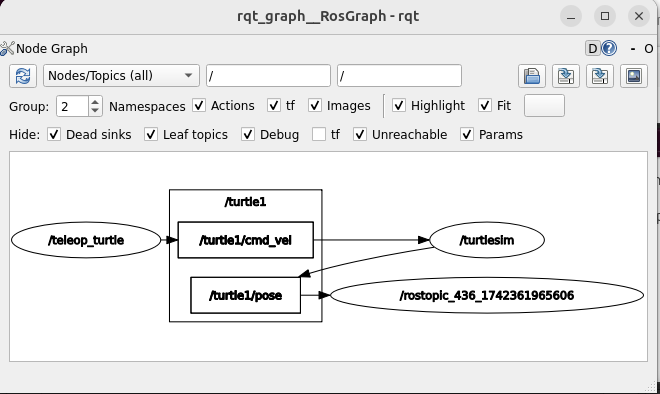 rqt_graph__RosGraph - rqt
Node Graph D ? - O
Nodes/Topics (all) / /
Group: 2 Namespaces Actions tf Images Highlight Fit
Hide: Dead sinks Leaf topics Debug tf Unreachable Params
/turtle1
/teleop_turtle /turtle1/cmd_vel /turtlesim
/turtle1/pose /rostopic_436_1742361965606